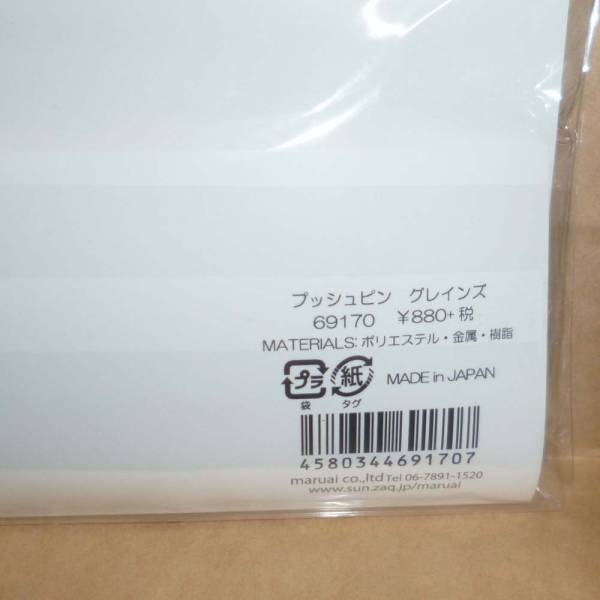 プッシュピン グレインズ
69170 ¥880+税
MATERIALS:ポリエステル・金属・樹脂
プラ 紙 MADE in JAPAN
袋 タグ
4580344691707
maruai co.,ltd Tel 06-7891-1520
www.sun.zaq.jp/maruai